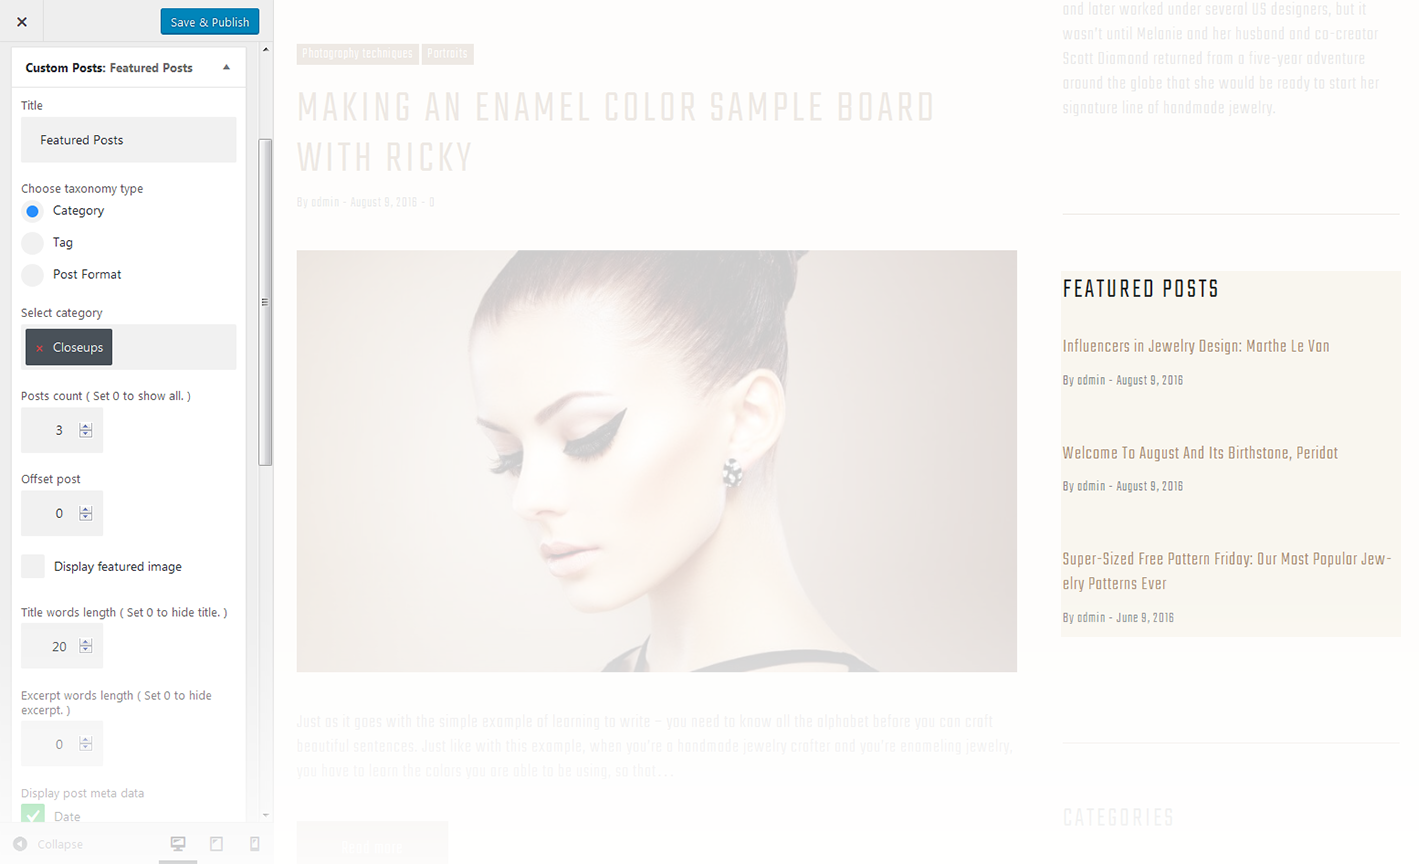 ×
Save & Publish
Custom Posts: Featured Posts
Title
Featured Posts
Choose taxonomy type
Category
Tag
Post Format
Select category
× Closeups
Posts count ( Set 0 to show all. )
3
Offset post
0
Display featured image
Title words length ( Set 0 to hide title. )
20
Excerpt words length ( Set 0 to hide
excerpt. )
0
Display post meta data
Date
Collapse
Photography techniques
Portraits
MAKING AN ENAMEL COLOR SAMPLE BOARD
WITH RICKY
By admin - August 9, 2016 - 0
Just as it goes with the simple example of learning to write – you need to know all the alphabet before you can craft
beautiful sentences. Just like with this example, when you're a handmade jewelry crafter and you're enameling jewelry,
you have to learn the colors you are able to be using, so that…
Read more
and later worked under several US designers, but it
wasn't until Melanie and her husband and co-creator
Scott Diamond returned from a five-year adventure
around the globe that she would be ready to start her
signature line of handmade jewelry.
FEATURED POSTS
Influencers in Jewelry Design: Marthe Le Van
By admin - August 9, 2016
Welcome To August And Its Birthstone, Peridot
By admin - August 9, 2016
Super-Sized Free Pattern Friday: Our Most Popular Jew-
elry Patterns Ever
By admin - June 9, 2016
CATEGORIES